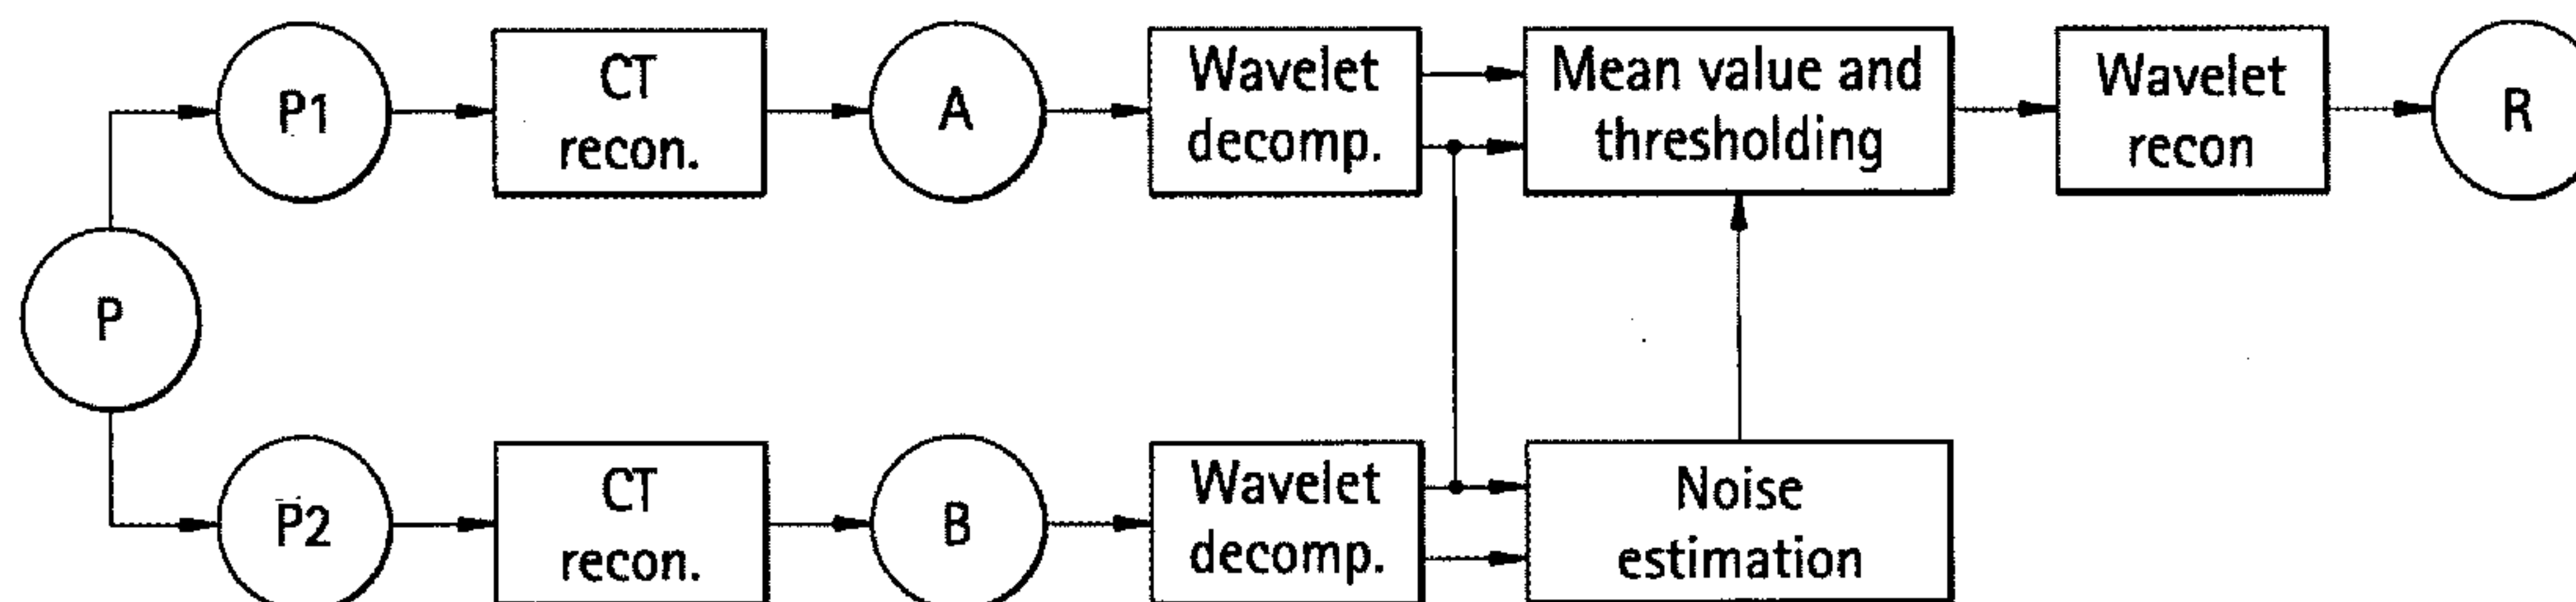 P1
CT
recon.
A
Wavelet
decomp.
Mean value and
thresholding
Wavelet
recon
R
P
P2
CT
recon.
B
Wavelet
decomp.
Noise
estimation